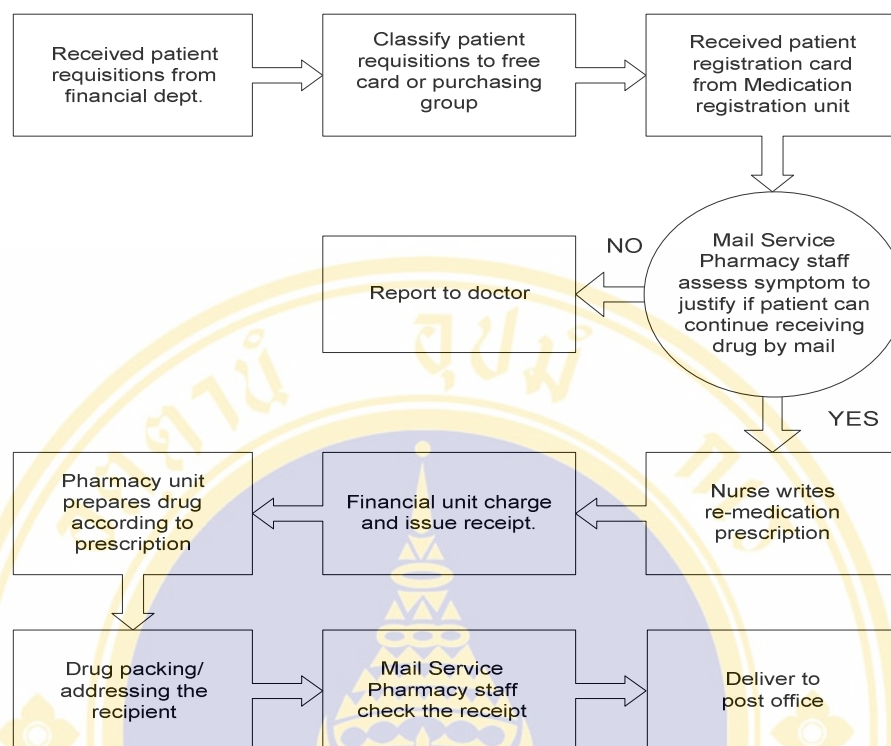 Received patient
requisitions from
financial dept.
Classify patient
requisitions to free
card or purchasing
group
Received patient
registration card
from Medication
registration unit
Mail Service
Pharmacy staff
assess symptom to
justify if patient can
continue receiving
drug by mail
NO
Report to doctor
YES
Nurse writes
re-medication
prescription
Financial unit charge
and issue receipt.
Pharmacy unit
prepares drug
according to
prescription
Drug packing/
addressing the
recipient
Mail Service
Pharmacy staff
check the receipt
Deliver to
post office